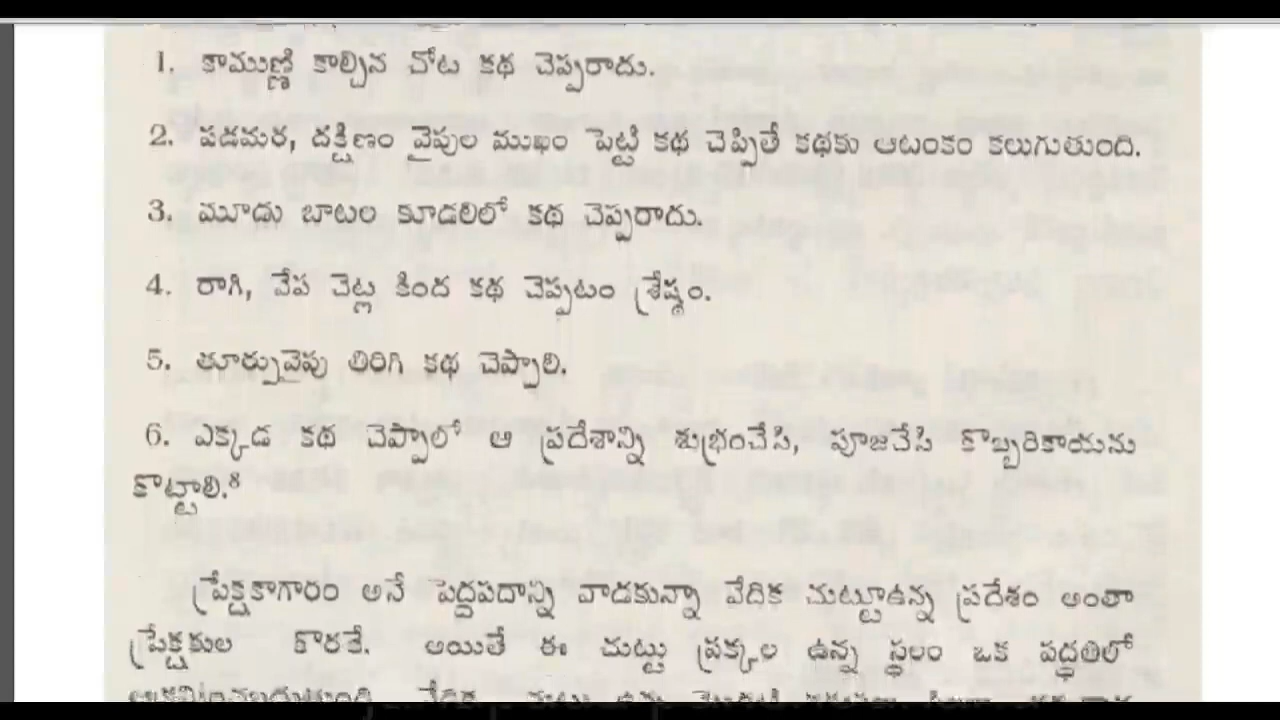 1. కాముణ్ణి కాల్చిన చోట కథ చెప్పరాదు.
2. పడమర, దక్షిణం వైపుల ముఖం పెట్టి కథ చెప్పితే కథకు ఆటంకం కలుగుతుంది.
3. మూడు బాటల కూడలిలో కథ చెప్పరాదు.
4. రాగి, వేప చెట్ల కింద కథ చెప్పటం శ్రేష్ఠం.
5. తూర్పువైపు తిరిగి కథ చెప్పాలి.
6. ఎక్కడ కథ చెప్పాలో ఆ ప్రదేశాన్ని శుభ్రంచేసి, పూజచేసి కొబ్బరికాయను
కొట్టాలి.⁸
ప్రేక్షకాగారం అనే పెద్దపదాన్ని వాడకున్నా వేదిక చుట్టూఉన్న ప్రదేశం అంతా
ప్రేక్షకుల కొరకే. అయితే ఈ చుట్టు ప్రక్కల ఉన్న స్థలం ఒక పద్ధతిలో